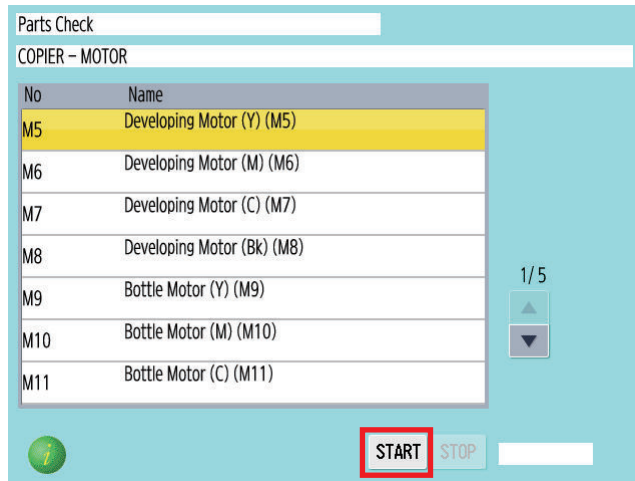 Parts Check
COPIER – MOTOR
No Name
M5 Developing Motor (Y) (M5)
M6 Developing Motor (M) (M6)
M7 Developing Motor (C) (M7)
M8 Developing Motor (Bk) (M8)
M9 Bottle Motor (Y) (M9)
M10 Bottle Motor (M) (M10)
M11 Bottle Motor (C) (M11)
1/5
▲
▼
i
START STOP